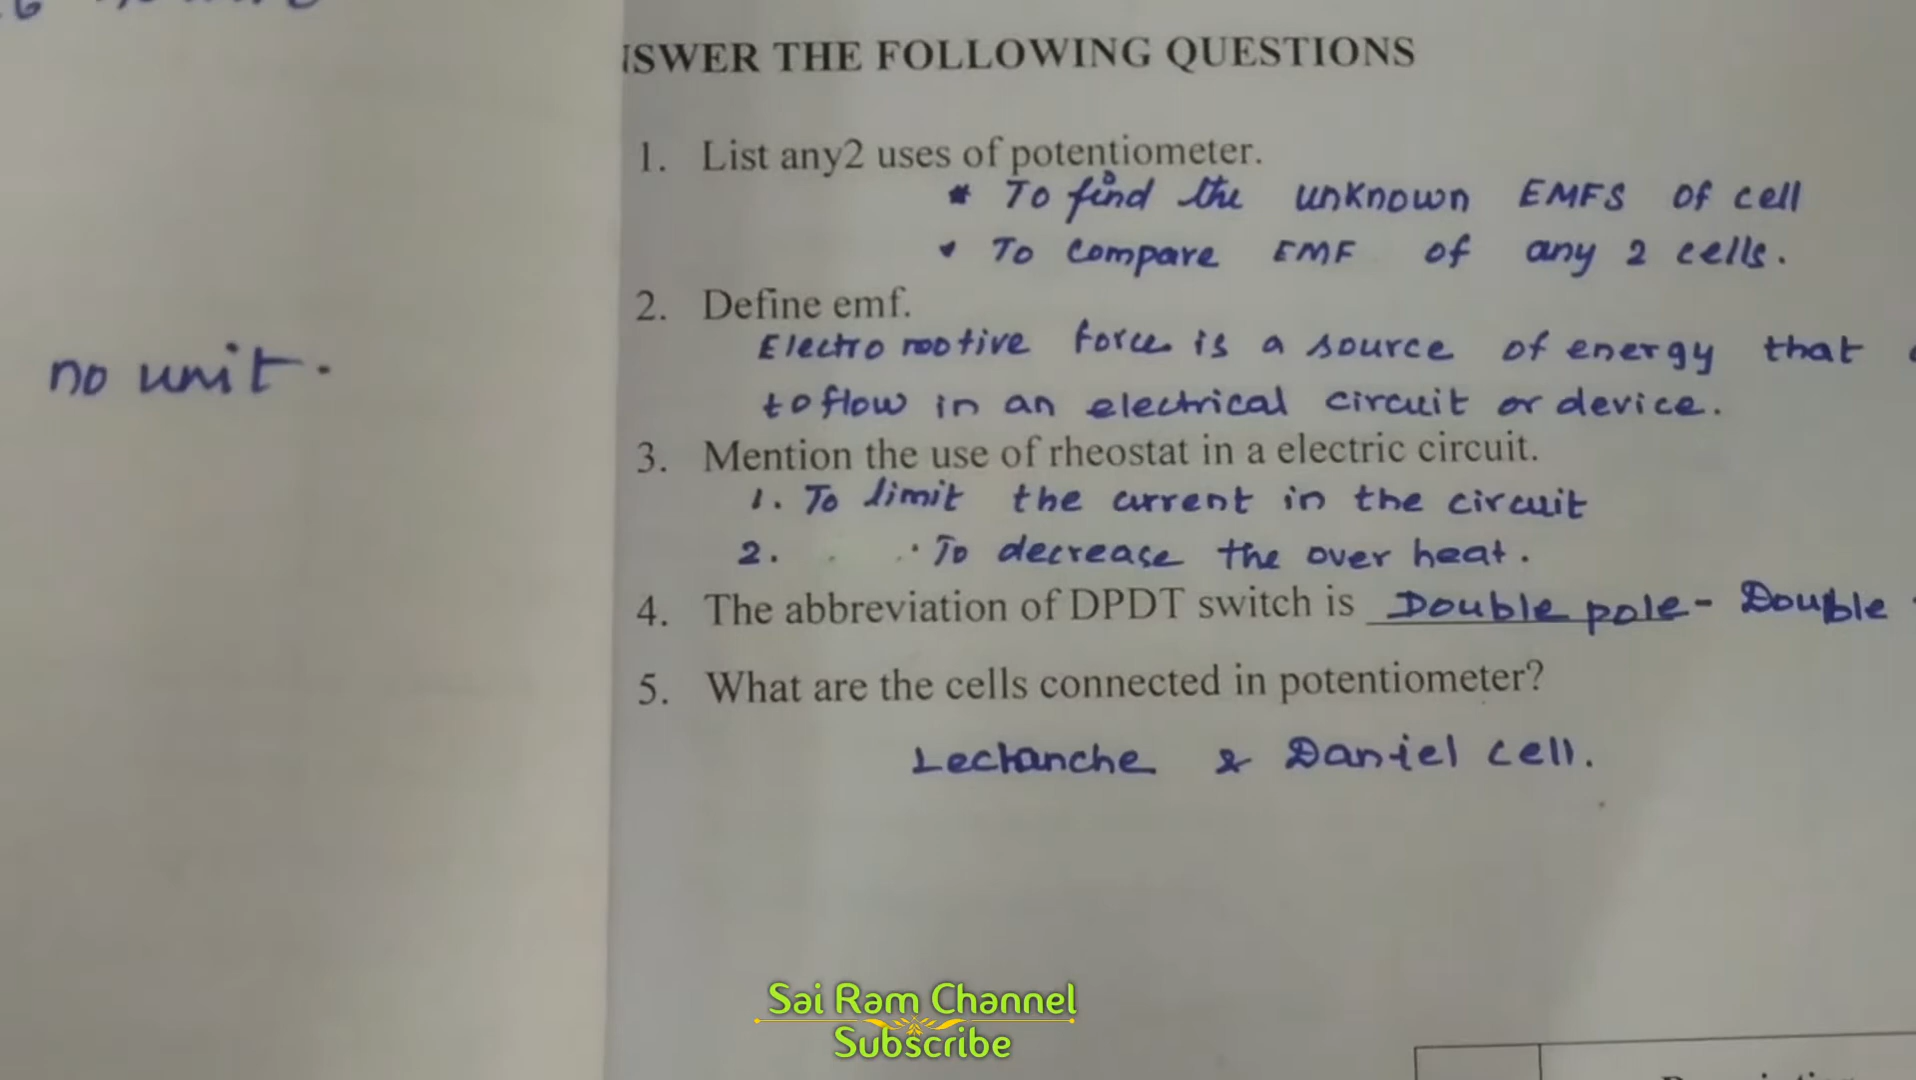 NSWER THE FOLLOWING QUESTIONS
1. List any2 uses of potentiometer.
* To find the unknown EMFS of cell
• To compare EMF of any 2 cells.
2. Define emf.
Electro motive force is a source of energy that
to flow in an electrical circuit or device.
no unit.
3. Mention the use of rheostat in a electric circuit.
1. To limit the current in the circuit
2. To decrease the over heat.
4. The abbreviation of DPDT switch is Double pole - Double
5. What are the cells connected in potentiometer?
Leclanche & Daniel cell.
Sai Ram Channel
Subscribe